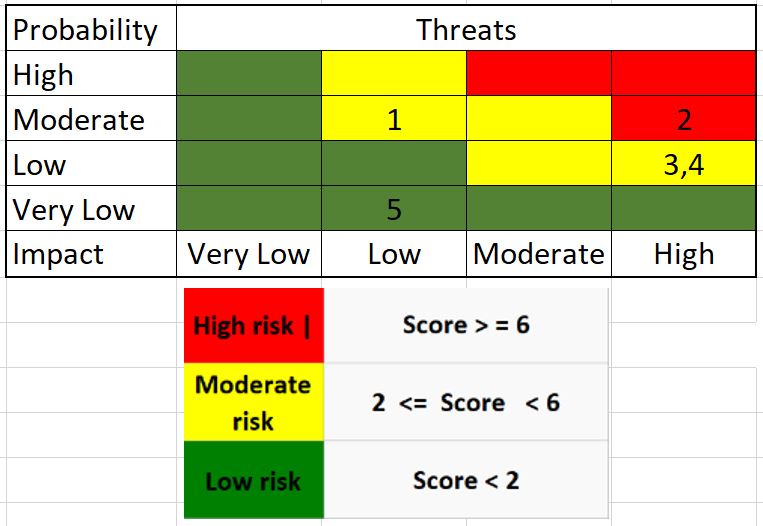 Probability Threats
High
Moderate 1 2
Low 3,4
Very Low 5
Impact Very Low Low Moderate High
High risk | Score > = 6
Moderate
risk 2 <= Score < 6
Low risk Score < 2